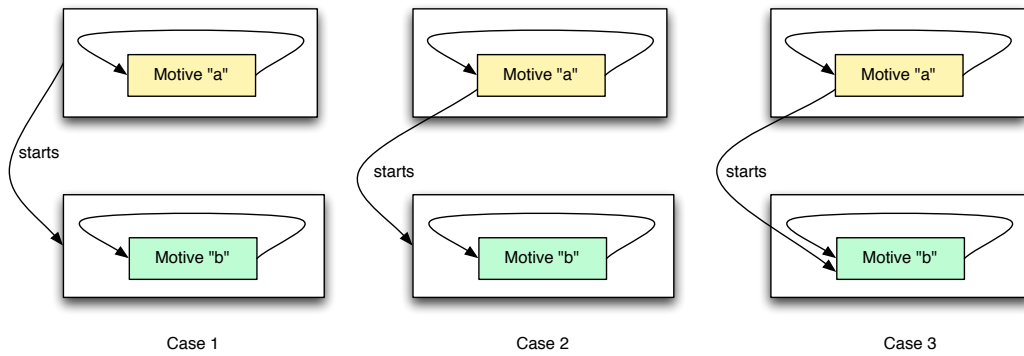 Motive "a"
Motive "a"
Motive "a"
starts
starts
starts
Motive "b"
Motive "b"
Motive "b"
Case 1
Case 2
Case 3